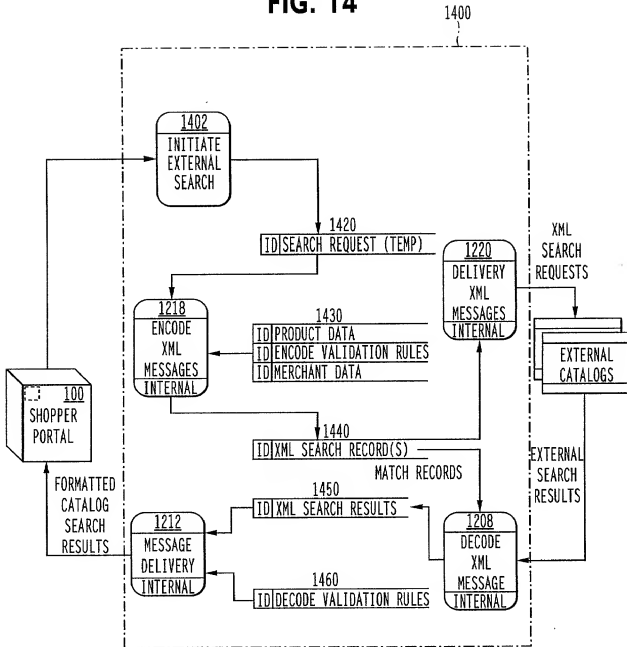 FIG. 14
1400
1402
INITIATE
EXTERNAL
SEARCH
1420
ID SEARCH REQUEST (TEMP)
1220
DELIVERY
XML
MESSAGES
INTERNAL
XML
SEARCH
REQUESTS
1218
ENCODE
XML
MESSAGES
INTERNAL
1430
ID PRODUCT DATA
ID ENCODE VALIDATION RULES
ID MERCHANT DATA
EXTERNAL
CATALOGS
100
SHOPPER
PORTAL
1440
ID XML SEARCH RECORD(S)
MATCH RECORDS
EXTERNAL
SEARCH
RESULTS
FORMATTED
CATALOG
SEARCH
RESULTS
1450
ID XML SEARCH RESULTS
1212
MESSAGE
DELIVERY
INTERNAL
1208
DECODE
XML
MESSAGE
INTERNAL
1460
ID DECODE VALIDATION RULES